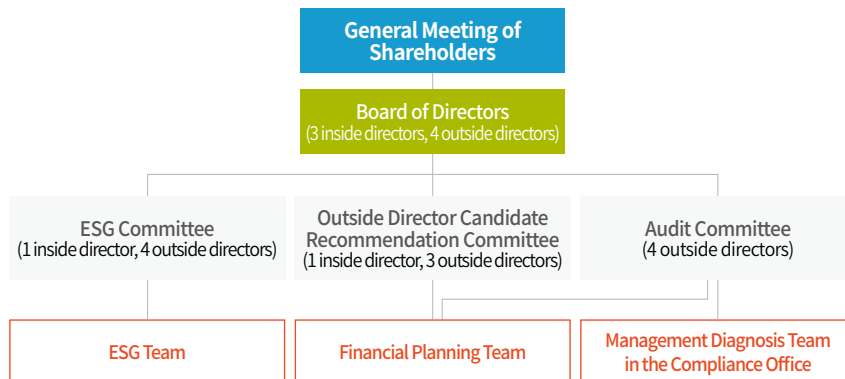 General Meeting of
Shareholders
Board of Directors
(3 inside directors, 4 outside directors)
ESG Committee
(1 inside director, 4 outside directors)
Outside Director Candidate
Recommendation Committee
(1 inside director, 3 outside directors)
Audit Committee
(4 outside directors)
ESG Team
Financial Planning Team
Management Diagnosis Team
in the Compliance Office